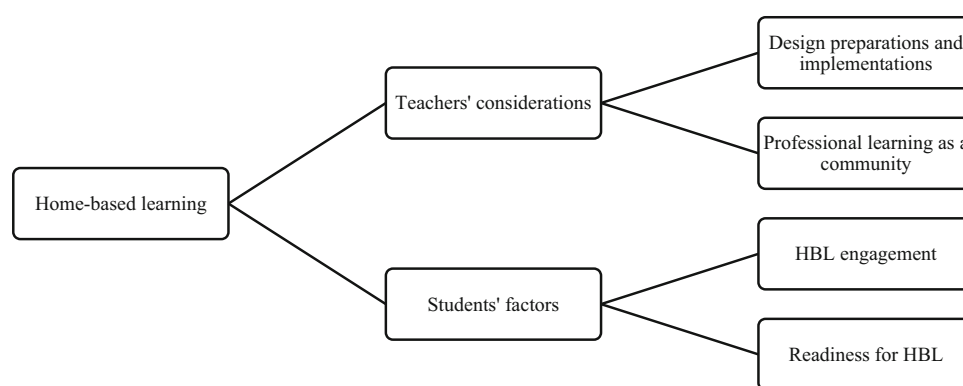 Home-based learning
Teachers' considerations
Students' factors
Design preparations and
implementations
Professional learning as a
community
HBL engagement
Readiness for HBL